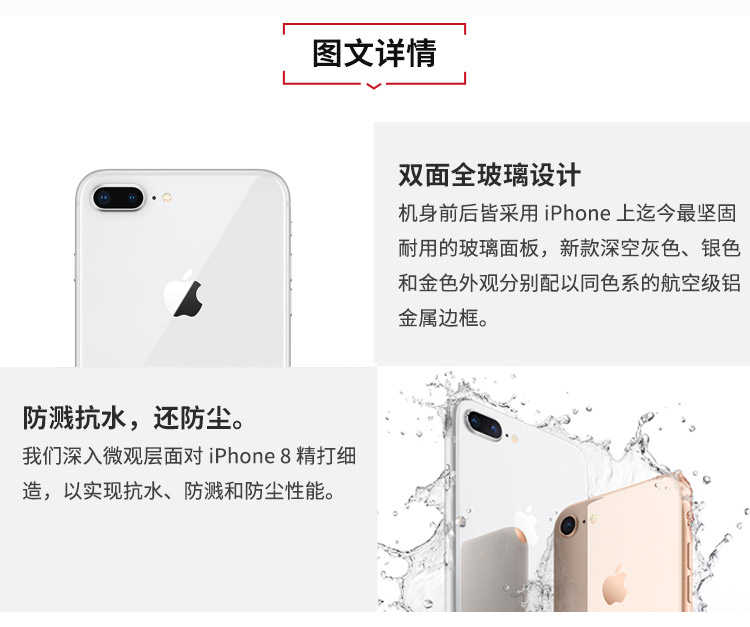 图文详情
双面全玻璃设计
机身前后皆采用 iPhone 上迄今最坚固
耐用的玻璃面板，新款深空灰色、银色
和金色外观分别配以同色系的航空级铝
金属边框。
防溅抗水，还防尘。
我们深入微观层面对 iPhone 8 精打细
造，以实现抗水、防溅和防尘性能。